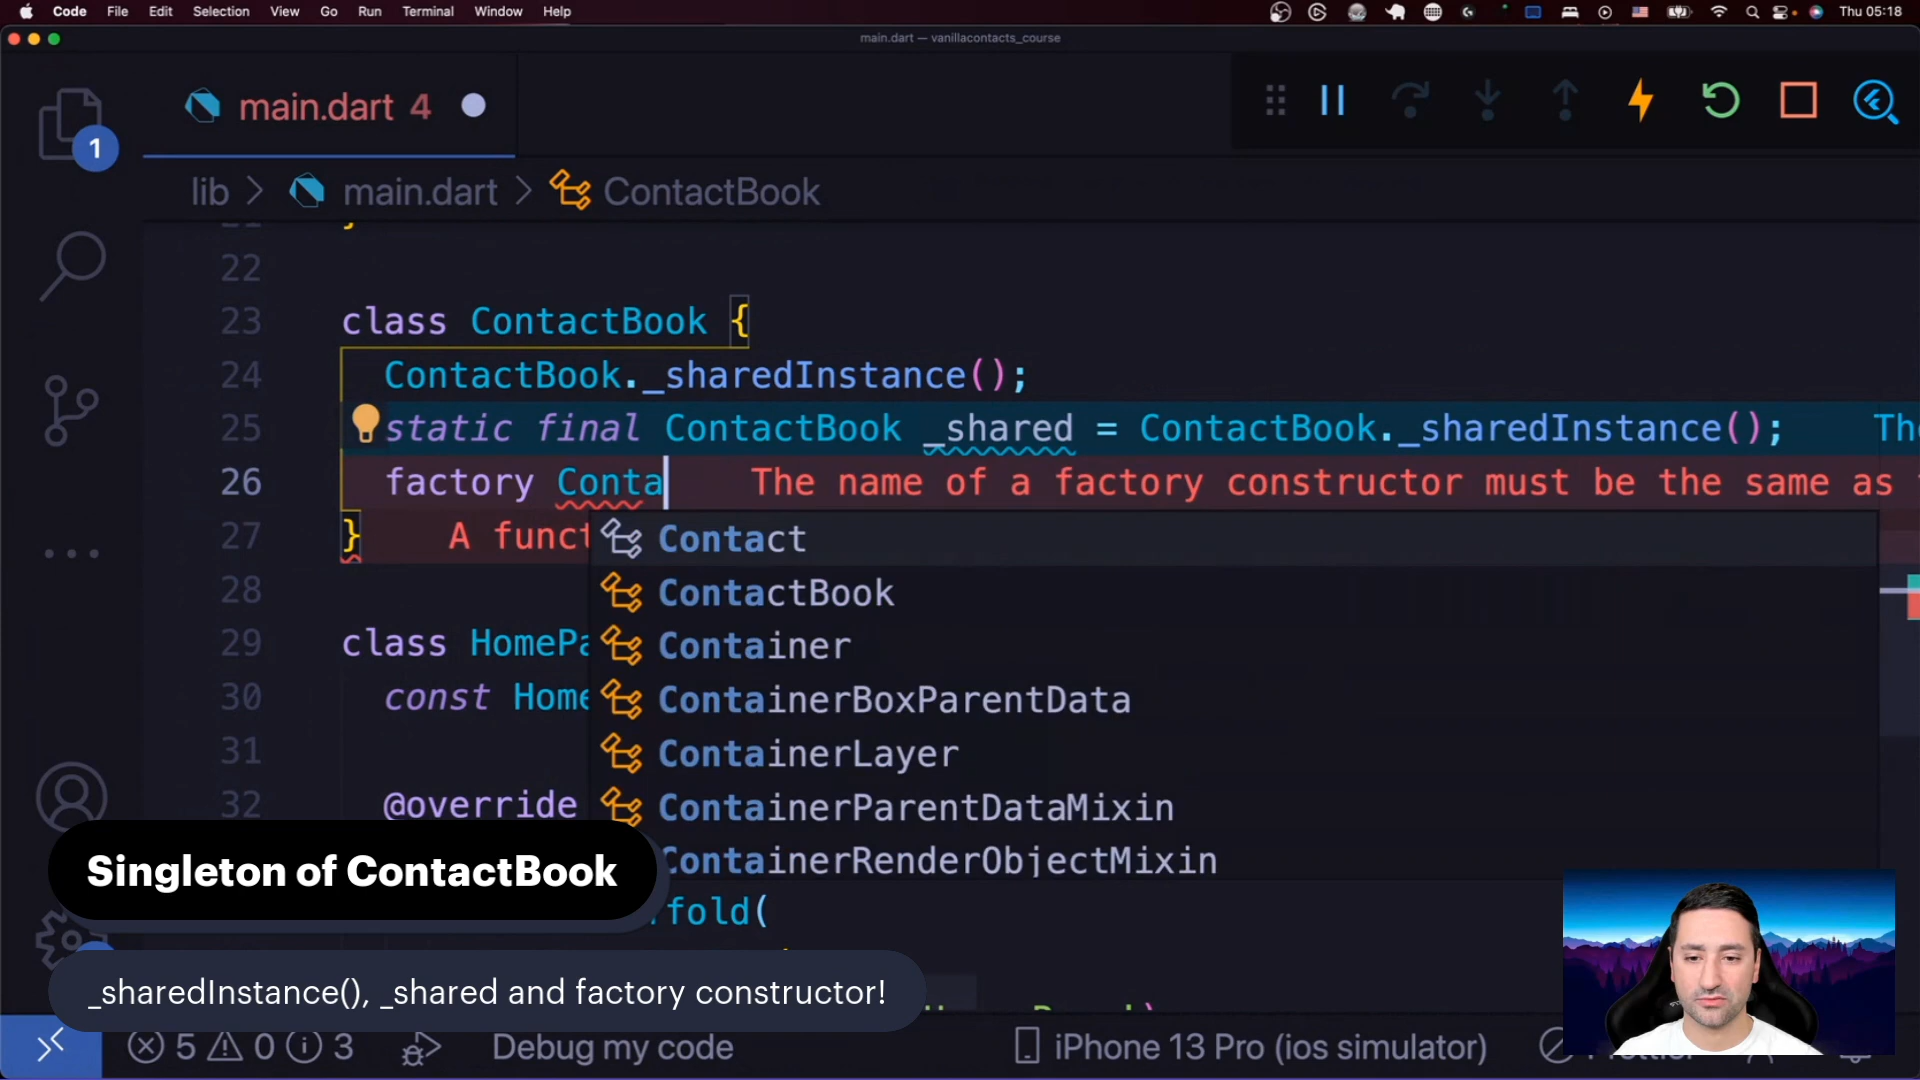 Code File Edit Selection View Go Run Terminal Window Help Thu 05:18
main.dart — vanillacontacts_course
main.dart 4
1
lib > main.dart > ContactBook
21 }
22
23 class ContactBook {
24 ContactBook._sharedInstance();
25 static final ContactBook _shared = ContactBook._sharedInstance(); The
26 factory Conta The name of a factory constructor must be the same as
27 } A funct
Contact
28
ContactBook
29 class HomePa
Container
30 const Home
ContainerBoxParentData
31
ContainerLayer
32 @override
ContainerParentDataMixin
ContainerRenderObjectMixin
Singleton of ContactBook
fold(
_sharedInstance(), _shared and factory constructor!
5 0 3 Debug my code iPhone 13 Pro (ios simulator)